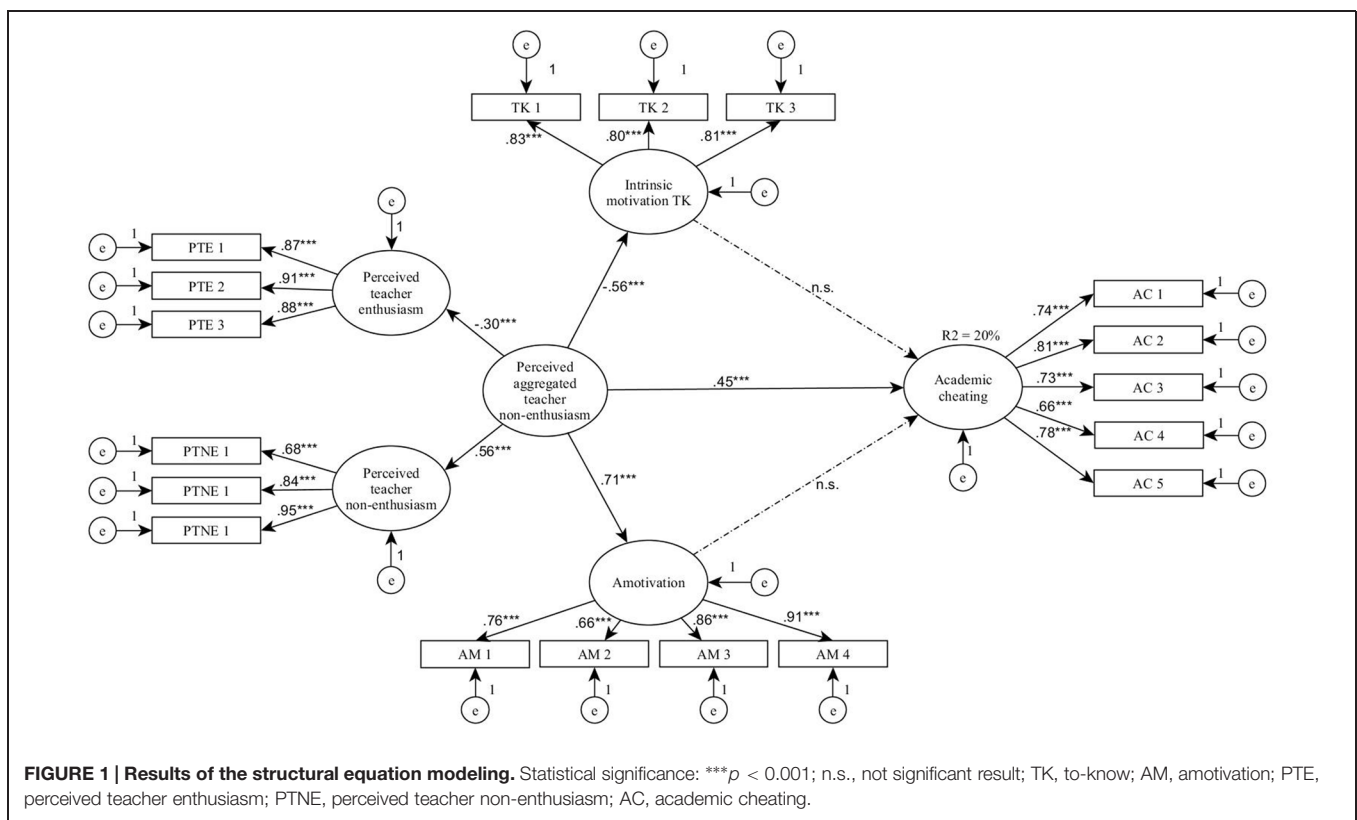 e
e
e
1
1
1
TK 1
TK 2
TK 3
.83***
.80***
.81***
Intrinsic
motivation TK
1
e
e
1
e
1
PTE 1
.87***
e
1
PTE 2
.91***
e
1
PTE 3
.88***
Perceived
teacher
enthusiasm
-.30***
-.56***
n.s.
Perceived
aggregated
teacher
non-enthusiasm
.45***
R2 = 20%
Academic
cheating
1
e
.74***
AC 1
1
e
.81***
AC 2
1
e
.73***
AC 3
1
e
.66***
AC 4
1
e
.78***
AC 5
1
e
.56***
e
1
PTNE 1
.68***
e
1
PTNE 1
.84***
e
1
PTNE 1
.95***
Perceived
teacher
non-enthusiasm
1
e
.71***
n.s.
Amotivation
1
e
.76***
.66***
.86***
.91***
AM 1
AM 2
AM 3
AM 4
1
1
1
1
e
e
e
e
FIGURE 1 | Results of the structural equation modeling. Statistical significance: ***p < 0.001; n.s., not significant result; TK, to-know; AM, amotivation; PTE,
perceived teacher enthusiasm; PTNE, perceived teacher non-enthusiasm; AC, academic cheating.